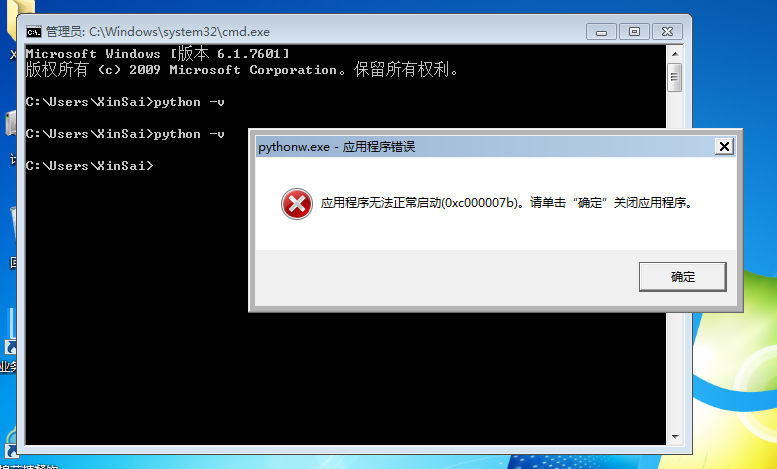 管理员: C:\Windows\system32\cmd.exe
Microsoft Windows [版本 6.1.7601]
版权所有 (c) 2009 Microsoft Corporation。保留所有权利。
C:\Users\XinSai>python -v
C:\Users\XinSai>python -v
C:\Users\XinSai>
pythonw.exe - 应用程序错误
应用程序无法正常启动(0xc000007b)。请单击“确定”关闭应用程序。
确定